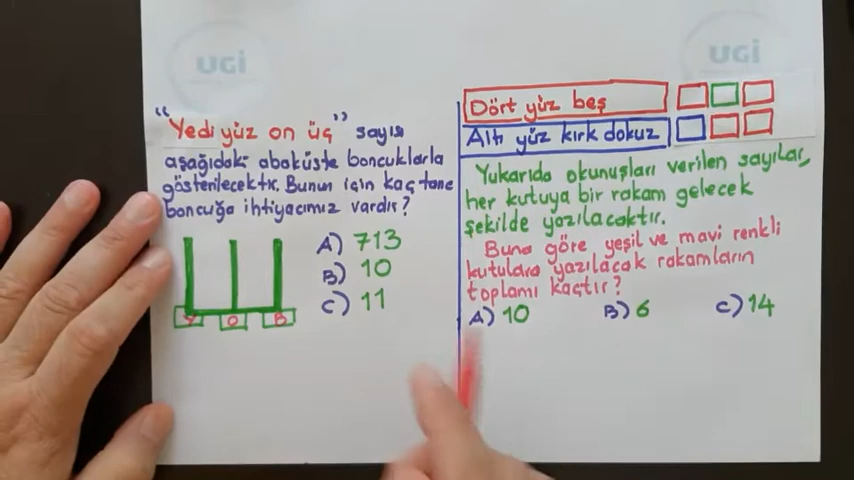 UGi
UGi
"Yedi yüz on üç" sayısı
aşağıdaki abaküste boncuklarla
gösterilecektir. Bunun için kaç tane
boncuğa ihtiyacımız vardır?
A) 713
B) 10
C) 11
Y O B
Dört yüz beş
Altı yüz kırk dokuz
Yukarıda okunuşları verilen sayılar,
her kutuya bir rakam gelecek
şekilde yazılacaktır.
Buna göre yeşil ve mavi renkli
kutulara yazılacak rakamların
toplamı kaçtır?
A) 10 B) 6 C) 14